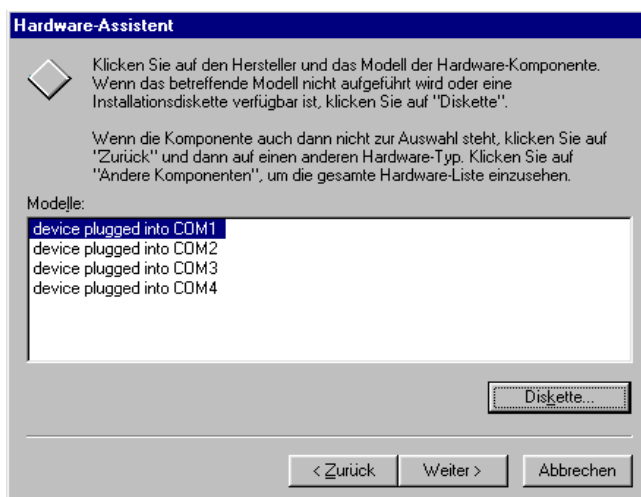 Hardware-Assistent
Klicken Sie auf den Hersteller und das Modell der Hardware-Komponente.
Wenn das betreffende Modell nicht aufgeführt wird oder eine
Installationsdiskette verfügbar ist, klicken Sie auf "Diskette".
Wenn die Komponente auch dann nicht zur Auswahl steht, klicken Sie auf
"Zurück" und dann auf einen anderen Hardware-Typ. Klicken Sie auf
"Andere Komponenten", um die gesamte Hardware-Liste einzusehen.
Modelle:
device plugged into COM1
device plugged into COM2
device plugged into COM3
device plugged into COM4
Diskette...
< Zurück Weiter > Abbrechen